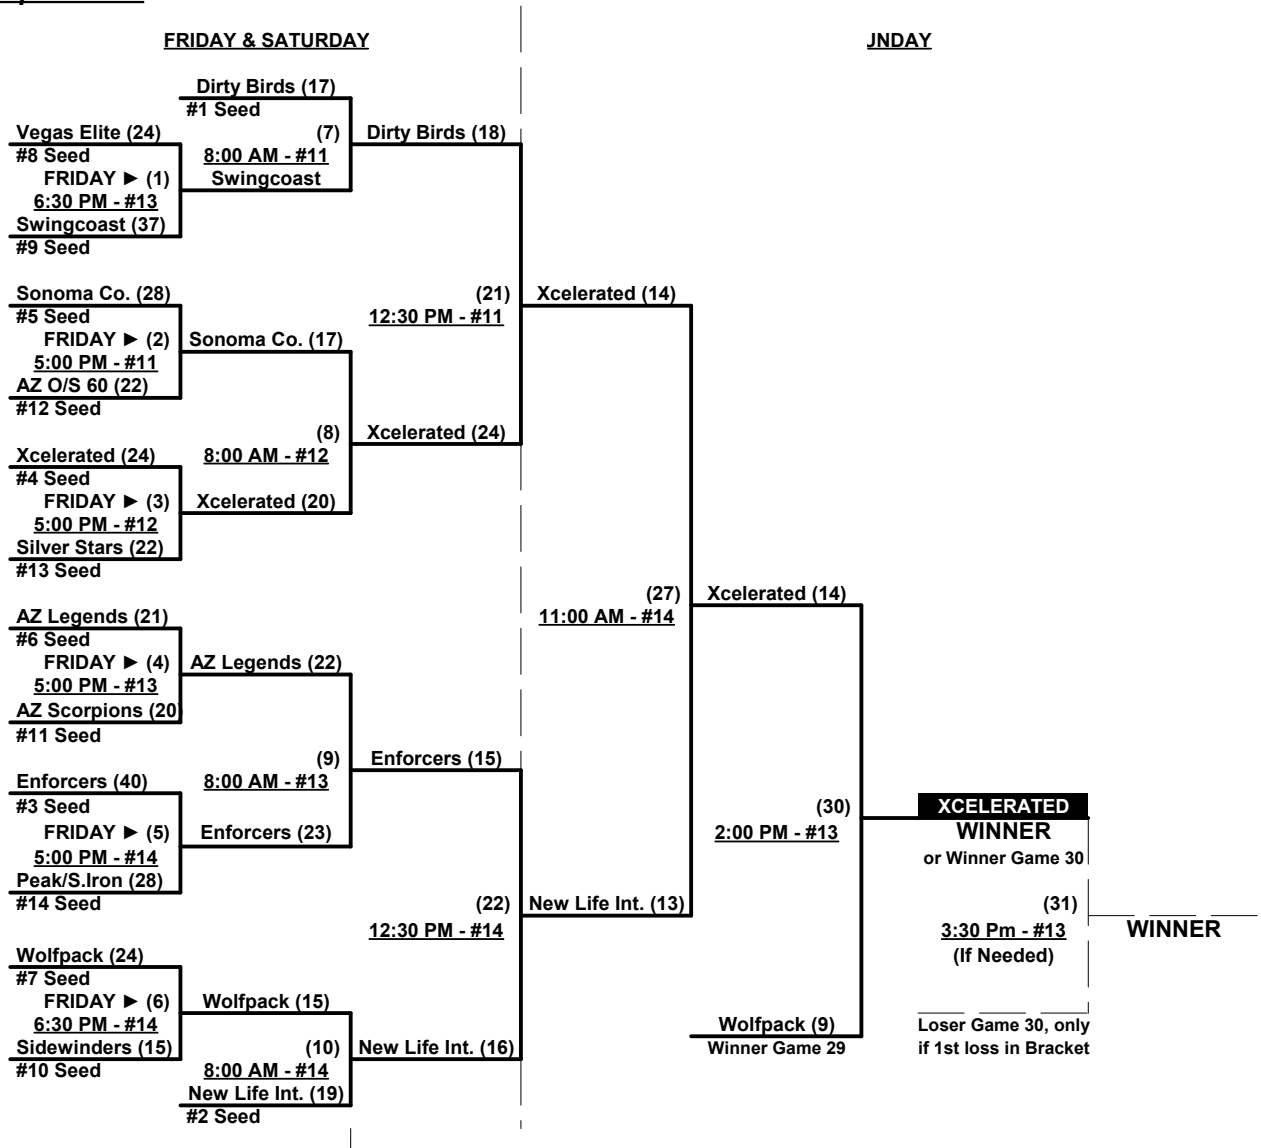 FRIDAY & SATURDAY
JNDAY
Dirty Birds (17)
#1 Seed
Vegas Elite (24)
(7)
Dirty Birds (18)
#8 Seed
8:00 AM - #11
FRIDAY ► (1)
Swingcoast
6:30 PM - #13
Swingcoast (37)
#9 Seed
Sonoma Co. (28)
(21)
Xcelerated (14)
#5 Seed
12:30 PM - #11
FRIDAY ► (2)
Sonoma Co. (17)
5:00 PM - #11
AZ O/S 60 (22)
#12 Seed
(8)
Xcelerated (24)
Xcelerated (24)
8:00 AM - #12
#4 Seed
FRIDAY ► (3)
Xcelerated (20)
5:00 PM - #12
Silver Stars (22)
#13 Seed
(27)
Xcelerated (14)
11:00 AM - #14
AZ Legends (21)
#6 Seed
FRIDAY ► (4)
AZ Legends (22)
5:00 PM - #13
AZ Scorpions (20)
#11 Seed
(9)
Enforcers (15)
Enforcers (40)
8:00 AM - #13
#3 Seed
(30)
XCELERATED
FRIDAY ► (5)
Enforcers (23)
2:00 PM - #13
WINNER
5:00 PM - #14
or Winner Game 30
Peak/S.Iron (28)
#14 Seed
(22)
New Life Int. (13)
(31)
12:30 PM - #14
3:30 Pm - #13
WINNER
(If Needed)
Wolfpack (24)
#7 Seed
FRIDAY ► (6)
Wolfpack (15)
6:30 PM - #14
Wolfpack (9)
Loser Game 30, only
Sidewinders (15)
(10)
New Life Int. (16)
Winner Game 29
if 1st loss in Bracket
#10 Seed
8:00 AM - #14
New Life Int. (19)
#2 Seed